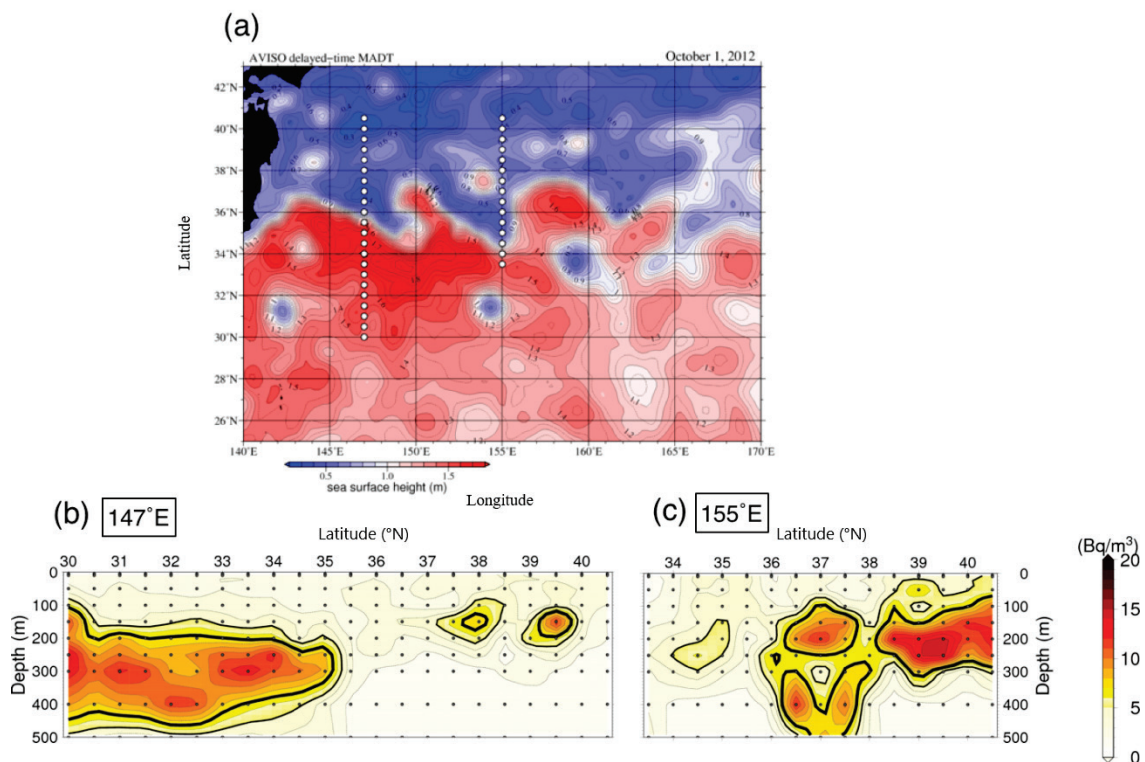 (a)
AVISO delayed-time MADT October 1, 2012
42°N
40°N
38°N
36°N
34°N
32°N
30°N
28°N
26°N
Latitude
140°E 145°E 150°E 155°E 160°E 165°E 170°E
0.5 1.0 1.5
sea surface height (m)
Longitude
(b) 147°E
Latitude (°N)
30 31 32 33 34 35 36 37 38 39 40
0
100
200
300
400
500
Depth (m)
(c) 155°E
Latitude (°N)
34 35 36 37 38 39 40
0
100
200
300
400
500
Depth (m)
(Bq/m³)
20
15
10
5
0